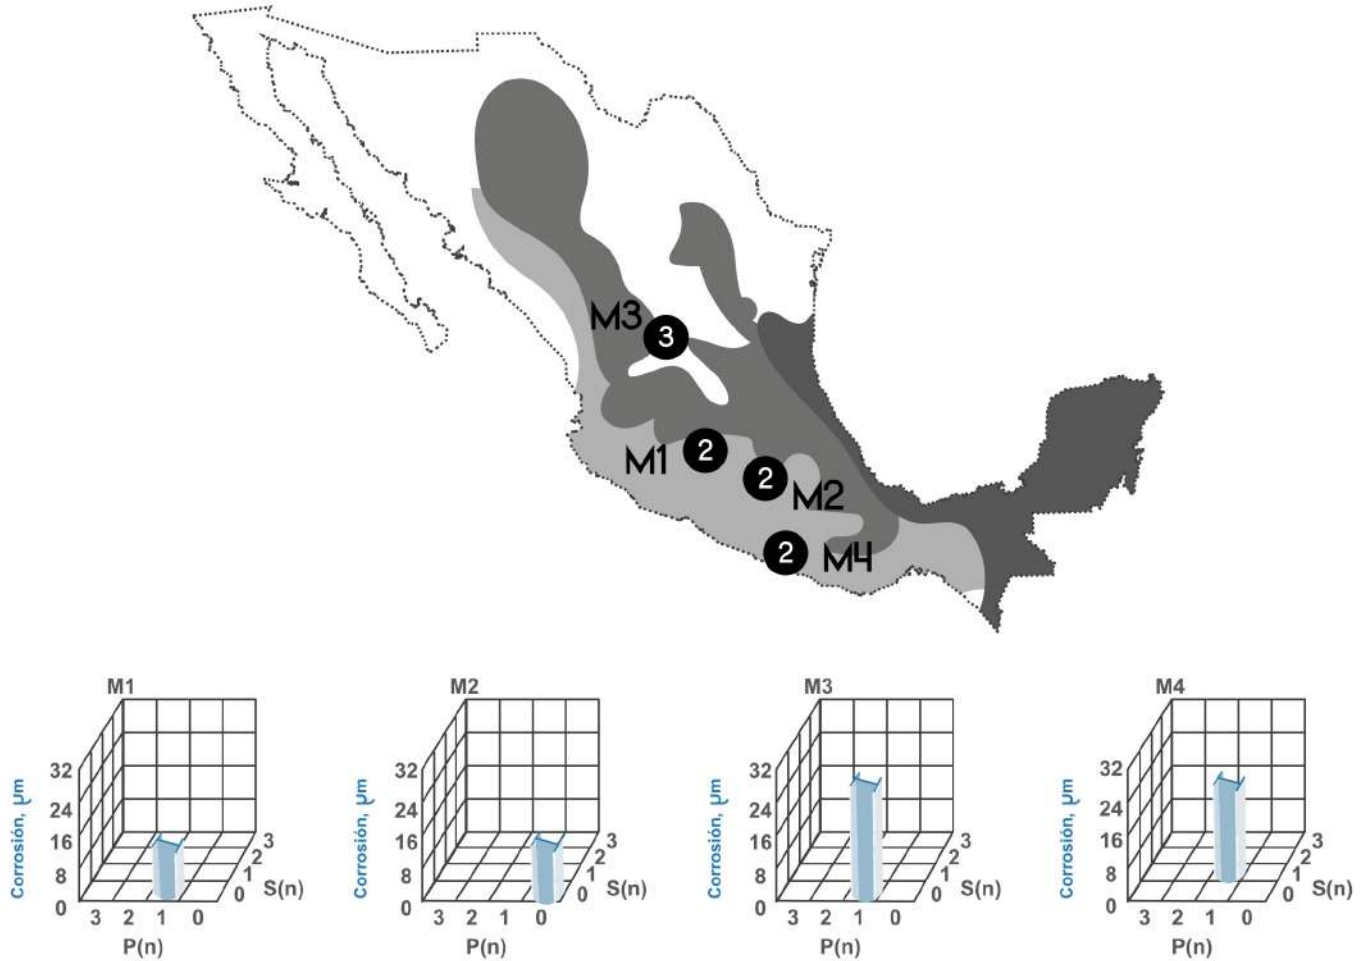 M3
3
M1
2
2
M2
2
M4
M1
M2
M3
M4
Corrosión, µm
32
24
16
8
0
3 2 1 0
P(n)
3
2
1
0
S(n)
Corrosión, µm
32
24
16
8
0
3 2 1 0
P(n)
3
2
1
0
S(n)
Corrosión, µm
32
24
16
8
0
3 2 1 0
P(n)
3
2
1
0
S(n)
Corrosión, µm
32
24
16
8
0
3 2 1 0
P(n)
3
2
1
0
S(n)